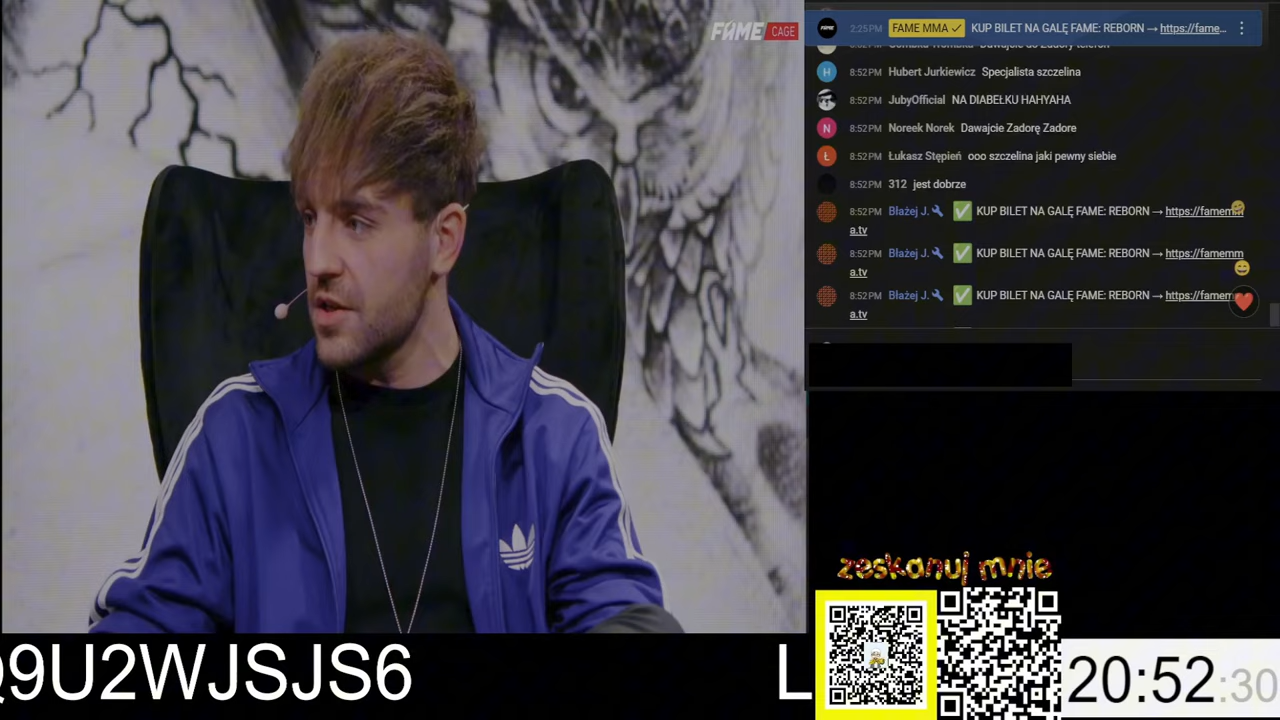 FAME CAGE
2:25PM FAME MMA ✓ KUP BILET NA GALĘ FAME: REBORN → https://fame...
8:52PM Hubert Jurkiewicz Specjalista szczelina
8:52PM JubyOfficial NA DIABEŁKU HAHYAHA
8:52PM Noreek Norek Dawajcie Zadorę Zadore
8:52PM Łukasz Stępień ooo szczelina jaki pewny siebie
8:52PM 312 jest dobrze
8:52PM Błażej J. ✅ KUP BILET NA GALĘ FAME: REBORN → https://famemm
a.tv
8:52PM Błażej J. ✅ KUP BILET NA GALĘ FAME: REBORN → https://famemm
a.tv
8:52PM Błażej J. ✅ KUP BILET NA GALĘ FAME: REBORN → https://famemm
a.tv
zeskanuj mnie
9U2WJSJS6 L
20:52:30